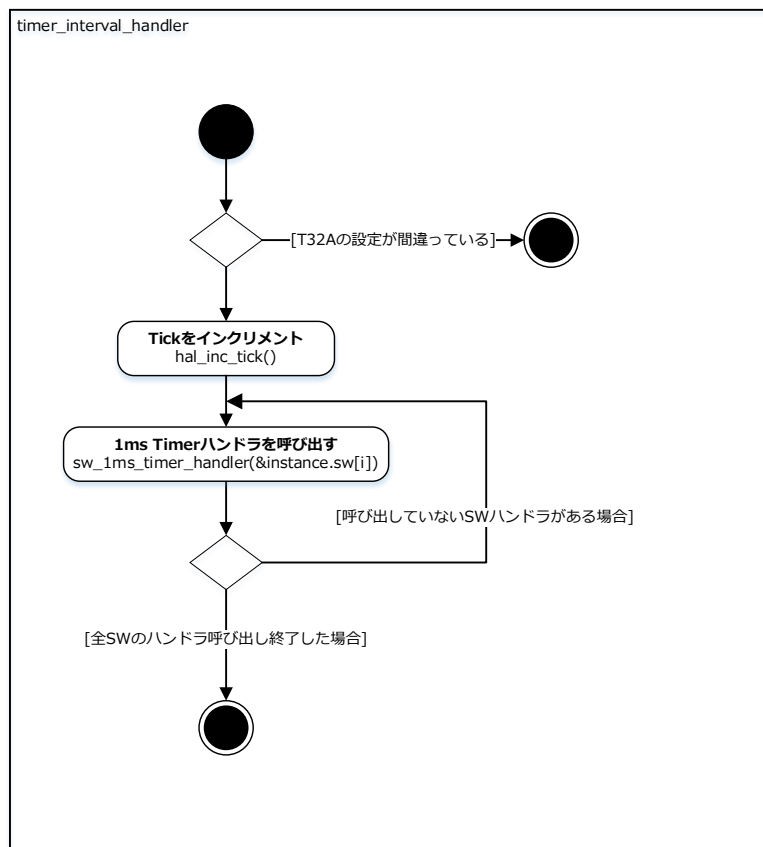 timer_interval_handler
[T32Aの設定が間違っている]
Tickをインクリメント
hal_inc_tick()
1ms Timerハンドラを呼び出す
sw_1ms_timer_handler(&instance.sw[i])
[呼び出していないSWハンドラがある場合]
[全SWのハンドラ呼び出し終了した場合]